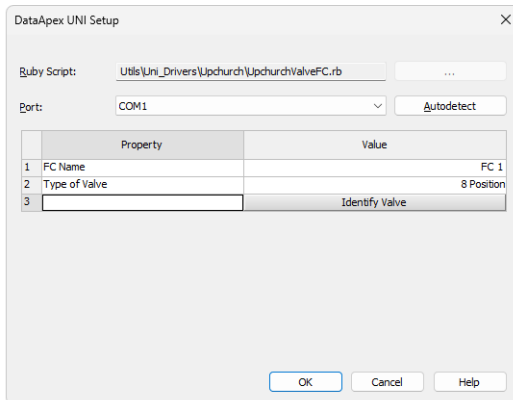 DataApex UNI Setup
Ruby Script: Utils\Uni_Drivers\Upchurch\UpchurchValveFC.rb ...
Port: COM1 Autodetect
Property Value
1 FC Name FC 1
2 Type of Valve 8 Position
3 Identify Valve
OK Cancel Help